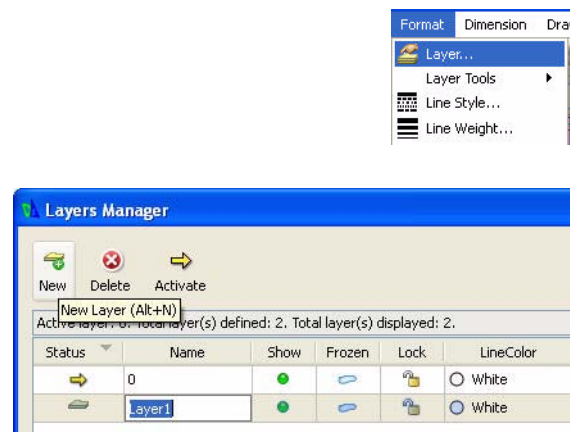 Format Dimension Dra
Layer...
Layer Tools
Line Style...
Line Weight...
Layers Manager
New Delete Activate
New Layer (Alt+N)
Active layer: 0. Total layer(s) defined: 2. Total layer(s) displayed: 2.
Status Name Show Frozen Lock LineColor
0 White
Layer1 White